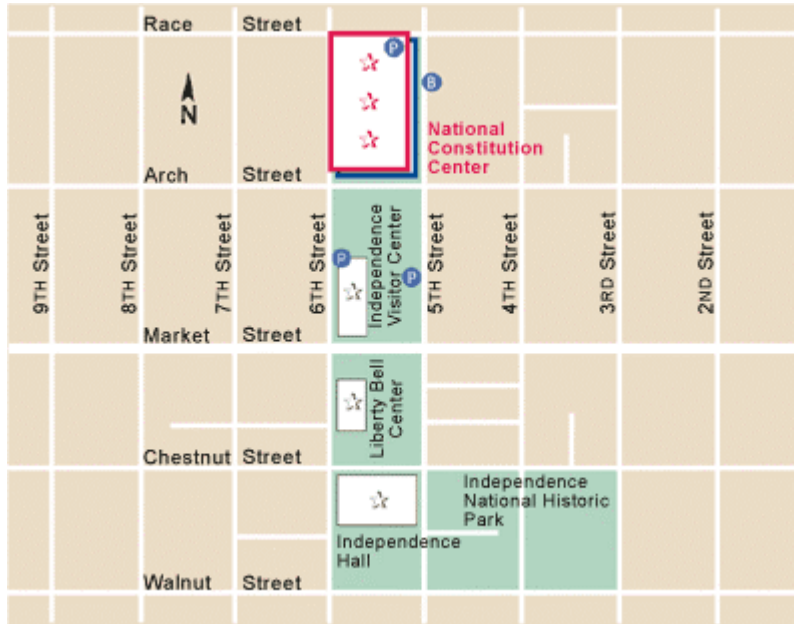 Race Street
P
B
N
National
Constitution
Center
Arch Street
9TH Street
8TH Street
7TH Street
6TH Street
P
Independence
Visitor Center
P
5TH Street
4TH Street
3RD Street
2ND Street
Market Street
Liberty Bell
Center
Chestnut Street
Independence
National Historic
Park
Independence
Hall
Walnut Street